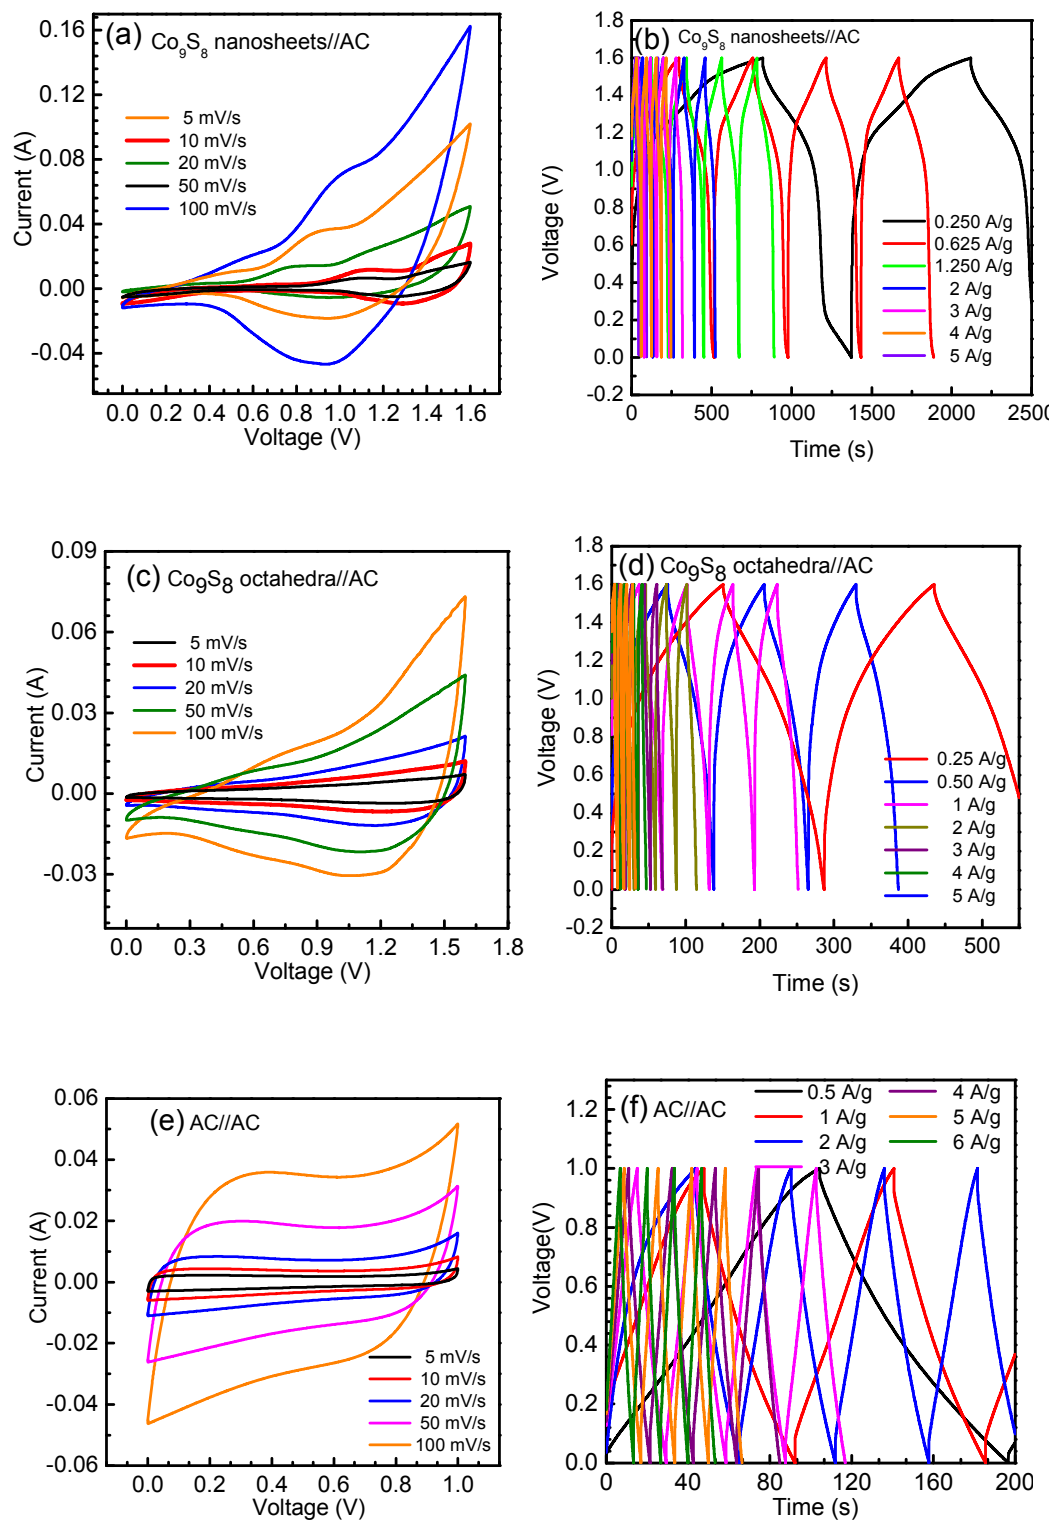 (a) Co9S8 nanosheets//AC
5 mV/s
10 mV/s
20 mV/s
50 mV/s
100 mV/s
0.16
0.12
0.08
0.04
0.00
-0.04
Current (A)
0.0 0.2 0.4 0.6 0.8 1.0 1.2 1.4 1.6
Voltage (V)
(b) Co9S8 nanosheets//AC
1.8
1.6
1.4
1.2
1.0
0.8
0.6
0.4
0.2
0.0
-0.2
Voltage (V)
0.250 A/g
0.625 A/g
1.250 A/g
2 A/g
3 A/g
4 A/g
5 A/g
0 500 1000 1500 2000 2500
Time (s)
(c) Co9S8 octahedra//AC
5 mV/s
10 mV/s
20 mV/s
50 mV/s
100 mV/s
0.09
0.06
0.03
0.00
-0.03
Current (A)
0.0 0.3 0.6 0.9 1.2 1.5 1.8
Voltage (V)
(d) Co9S8 octahedra//AC
1.8
1.6
1.4
1.2
1.0
0.8
0.6
0.4
0.2
0.0
-0.2
Voltage (V)
0.25 A/g
0.50 A/g
1 A/g
2 A/g
3 A/g
4 A/g
5 A/g
0 100 200 300 400 500
Time (s)
(e) AC//AC
0.06
0.04
0.02
0.00
-0.02
-0.04
-0.06
Current (A)
5 mV/s
10 mV/s
20 mV/s
50 mV/s
100 mV/s
0.0 0.2 0.4 0.6 0.8 1.0
Voltage (V)
(f) AC//AC
0.5 A/g
1 A/g
2 A/g
3 A/g
4 A/g
5 A/g
6 A/g
1.2
1.0
0.8
0.6
0.4
0.2
0.0
Voltage(V)
0 40 80 120 160 200
Time (s)